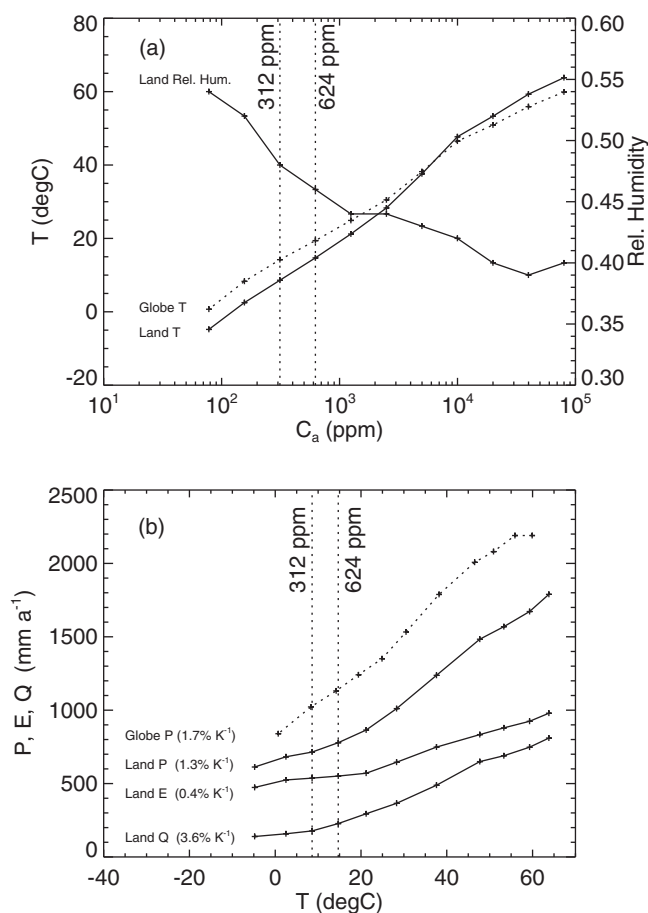 (a)
312 ppm
624 ppm
Land Rel. Hum.
Globe T
Land T
80
60
40
20
0
-20
T (degC)
0.60
0.55
0.50
0.45
0.40
0.35
0.30
Rel. Humidity
10¹ 10² 10³ 10⁴ 10⁵
Cₐ (ppm)
(b)
312 ppm
624 ppm
2500
2000
1500
1000
500
0
P, E, Q (mm a⁻¹)
Globe P (1.7% K⁻¹)
Land P (1.3% K⁻¹)
Land E (0.4% K⁻¹)
Land Q (3.6% K⁻¹)
-40 -20 0 20 40 60
T (degC)